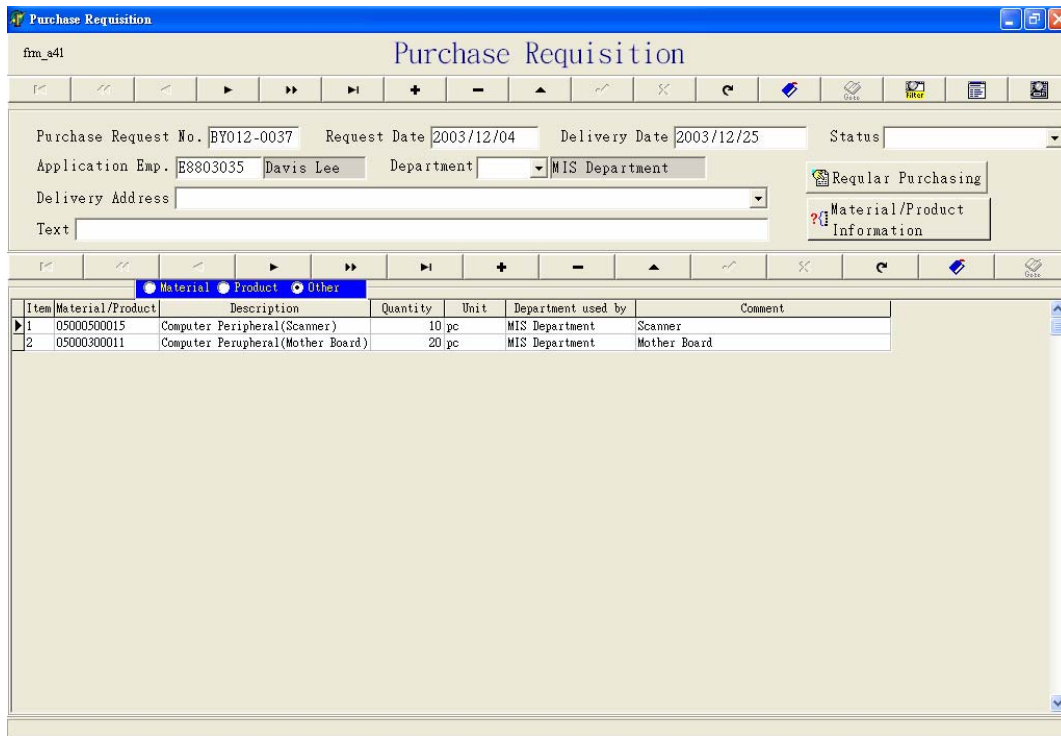 Purchase Requisition
frm_a41
Purchase Requisition
Goto Filter
Purchase Request No. BY012-0037 Request Date 2003/12/04 Delivery Date 2003/12/25 Status
Application Emp. E8803035 Davis Lee Department MIS Department
Reqular Purchasing
Delivery Address
Material/Product
Information
Text
Goto
Material Product Other
Item Material/Product Description Quantity Unit Department used by Comment
1 05000500015 Computer Peripheral(Scanner) 10 pc MIS Department Scanner
2 05000300011 Computer Perupheral(Mother Board) 20 pc MIS Department Mother Board